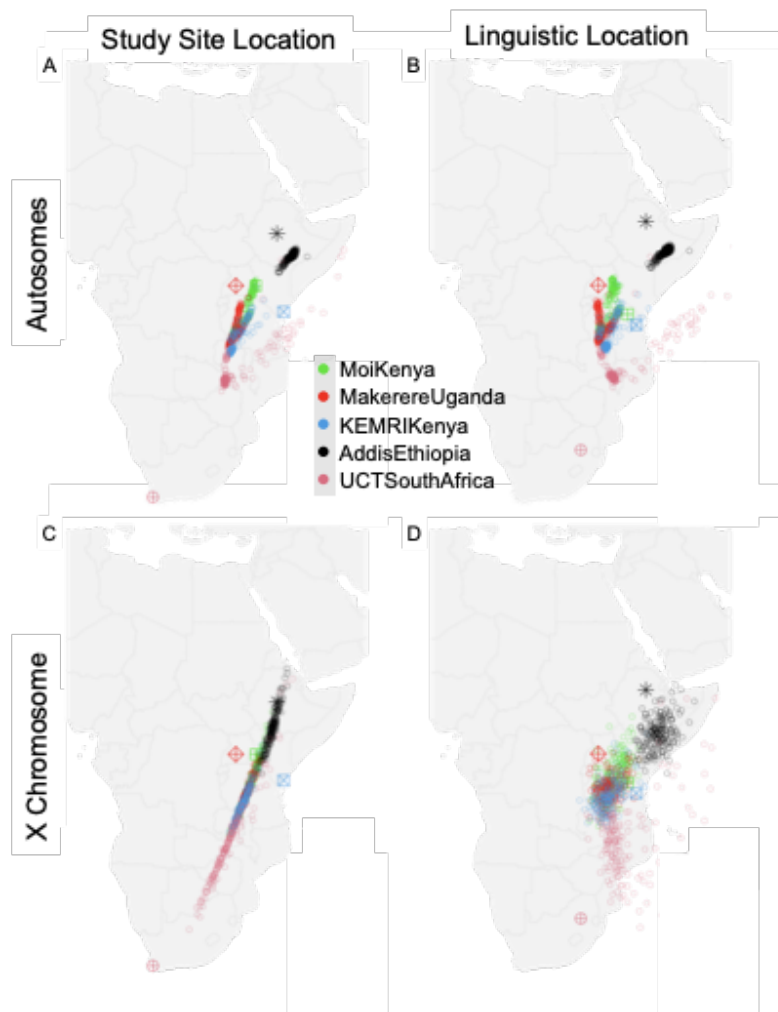 Study Site Location
Linguistic Location
A
B
Autosomes
MoiKenya
MakerereUganda
KEMRIKenya
AddisEthiopia
UCTSouthAfrica
C
D
X Chromosome